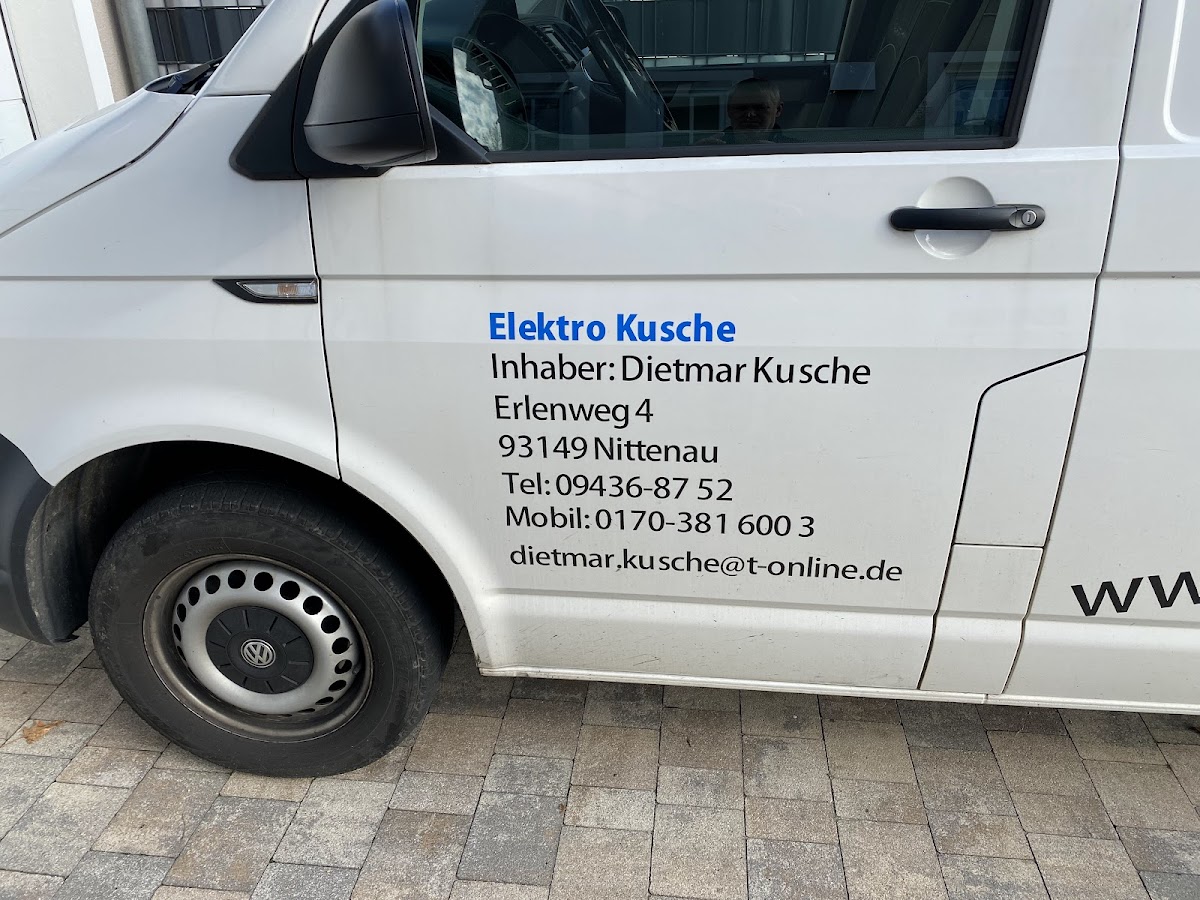 Elektro Kusche
Inhaber: Dietmar Kusche
Erlenweg 4
93149 Nittenau
Tel: 09436-87 52
Mobil: 0170-381 600 3
dietmar.kusche@t-online.de
ww